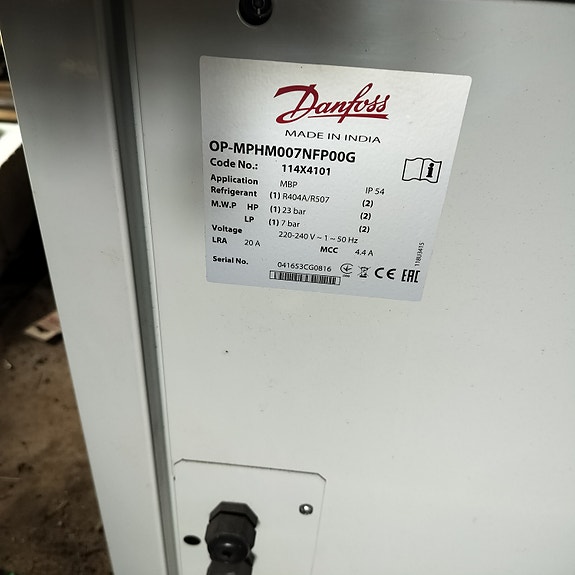 Danfoss
MADE IN INDIA
OP-MPHM007NFP00G
Code No.: 114X4101
Application MBP IP 54
Refrigerant (1) R404A/R507 (2)
M.W.P HP (1) 23 bar (2)
LP (1) 7 bar (2)
Voltage 220-240 V ~ 1 ~ 50 Hz
LRA 20 A MCC 4.4 A
Serial No. 041653CG0816
CE EAC
118U3415